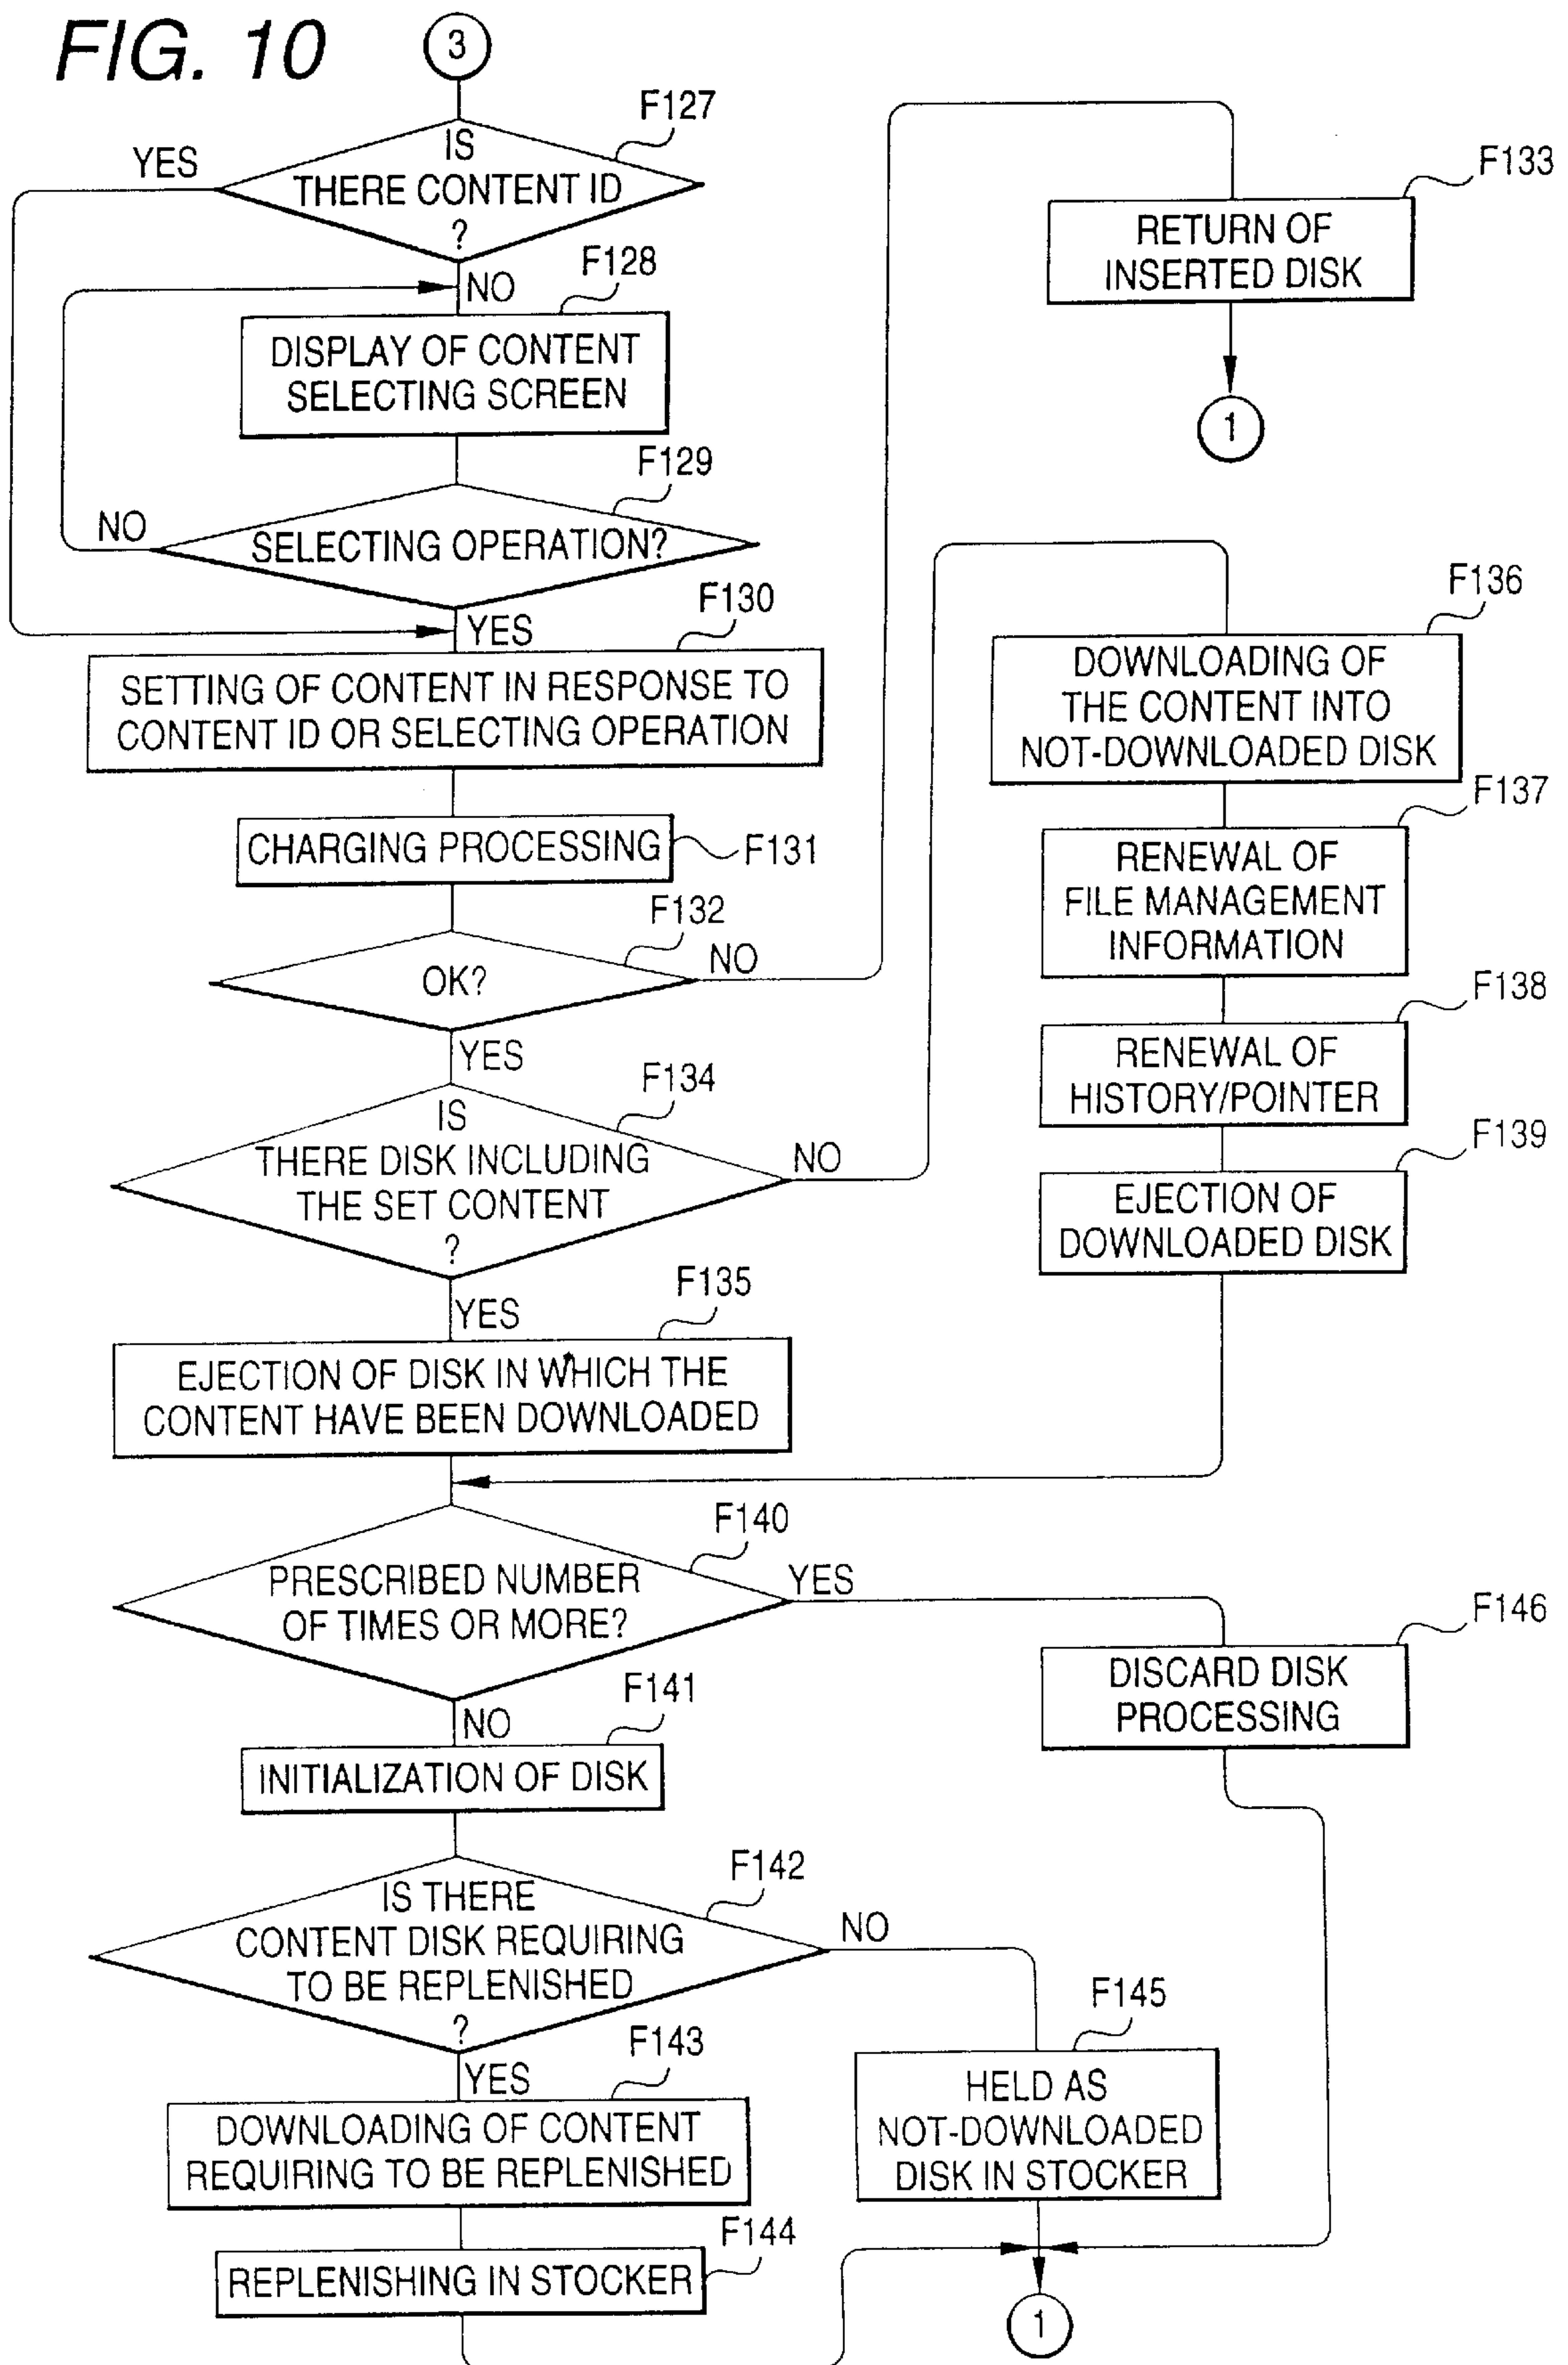 FIG. 10
3
F127
IS
THERE CONTENT ID
?
YES
NO
F128
DISPLAY OF CONTENT
SELECTING SCREEN
F129
SELECTING OPERATION?
NO
YES
F130
SETTING OF CONTENT IN RESPONSE TO
CONTENT ID OR SELECTING OPERATION
CHARGING PROCESSING
F131
F132
OK?
NO
YES
F133
RETURN OF
INSERTED DISK
1
F134
IS
THERE DISK INCLUDING
THE SET CONTENT
?
NO
YES
F135
EJECTION OF DISK IN WHICH THE
CONTENT HAVE BEEN DOWNLOADED
F136
DOWNLOADING OF
THE CONTENT INTO
NOT-DOWNLOADED DISK
F137
RENEWAL OF
FILE MANAGEMENT
INFORMATION
F138
RENEWAL OF
HISTORY/POINTER
F139
EJECTION OF
DOWNLOADED DISK
F140
PRESCRIBED NUMBER
OF TIMES OR MORE?
YES
NO
F141
INITIALIZATION OF DISK
F146
DISCARD DISK
PROCESSING
F142
IS THERE
CONTENT DISK REQUIRING
TO BE REPLENISHED
?
NO
YES
F143
DOWNLOADING OF CONTENT
REQUIRING TO BE REPLENISHED
F144
REPLENISHING IN STOCKER
F145
HELD AS
NOT-DOWNLOADED
DISK IN STOCKER
1